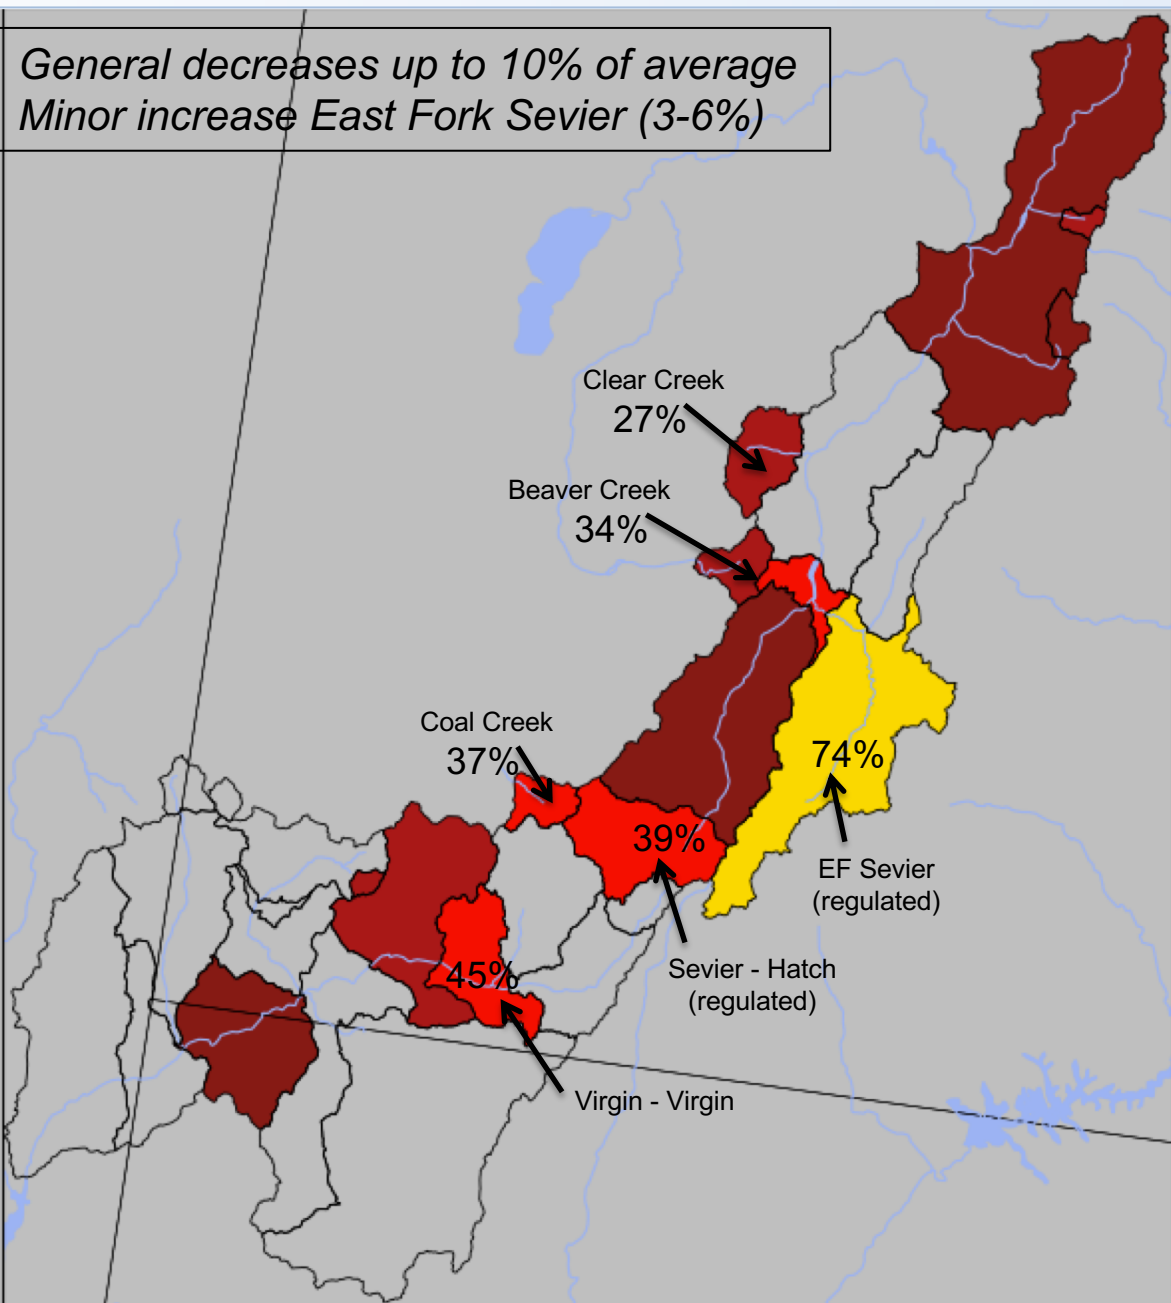 General decreases up to 10% of average
Minor increase East Fork Sevier (3-6%)
Clear Creek
27%
Beaver Creek
34%
Coal Creek
37%
74%
39%
EF Sevier
(regulated)
45%
Sevier - Hatch
(regulated)
Virgin - Virgin